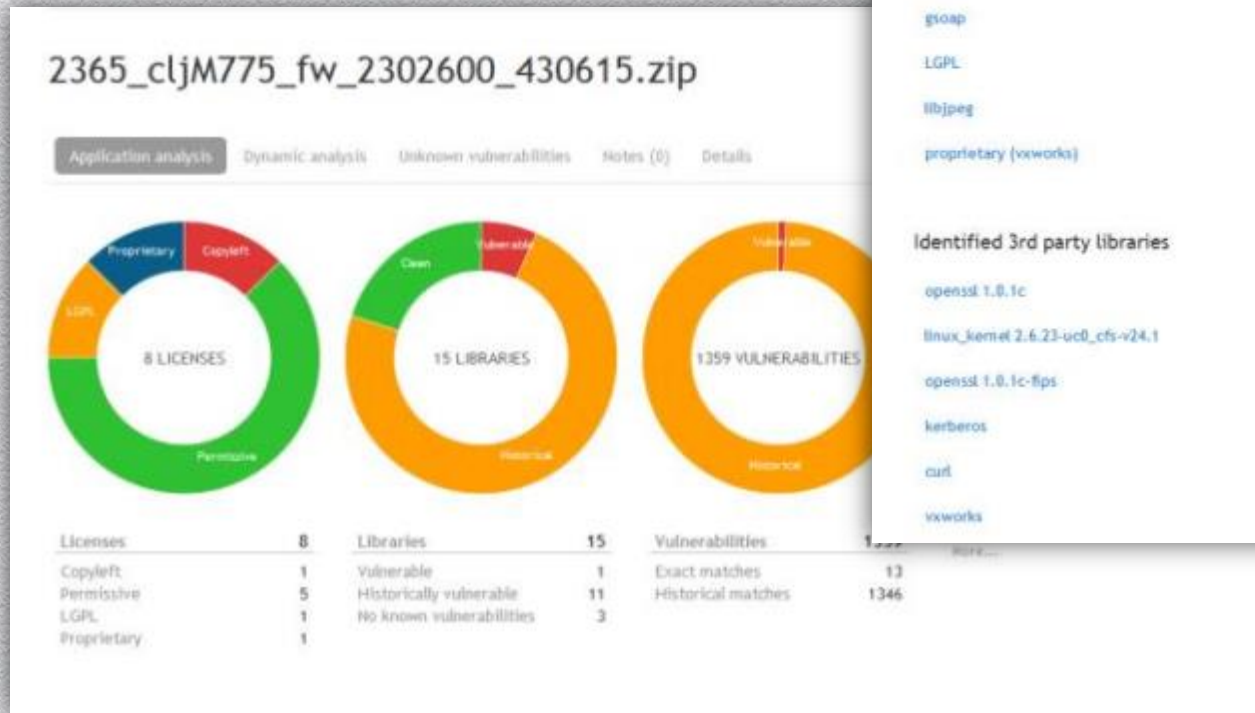 2365_cljM775_fw_2302600_430615.zip
Application analysis Dynamic analysis Unknown vulnerabilities Notes (0) Details
Proprietary
Copyleft
LGPL
Permissive
8 LICENSES
Clean
Vulnerable
Historical
15 LIBRARIES
Vulnerable
Historical
1359 VULNERABILITIES
Licenses 8
Copyleft 1
Permissive 5
LGPL 1
Proprietary 1
Libraries 15
Vulnerable 1
Historically vulnerable 11
No known vulnerabilities 3
Vulnerabilities 1359
Exact matches 13
Historical matches 1346
gsoap
LGPL
libjpeg
proprietary (vxworks)
Identified 3rd party libraries
openssl 1.0.1c
linux_kernel 2.6.23-uc0_cfs-v24.1
openssl 1.0.1c-fips
kerberos
curl
vxworks
more...